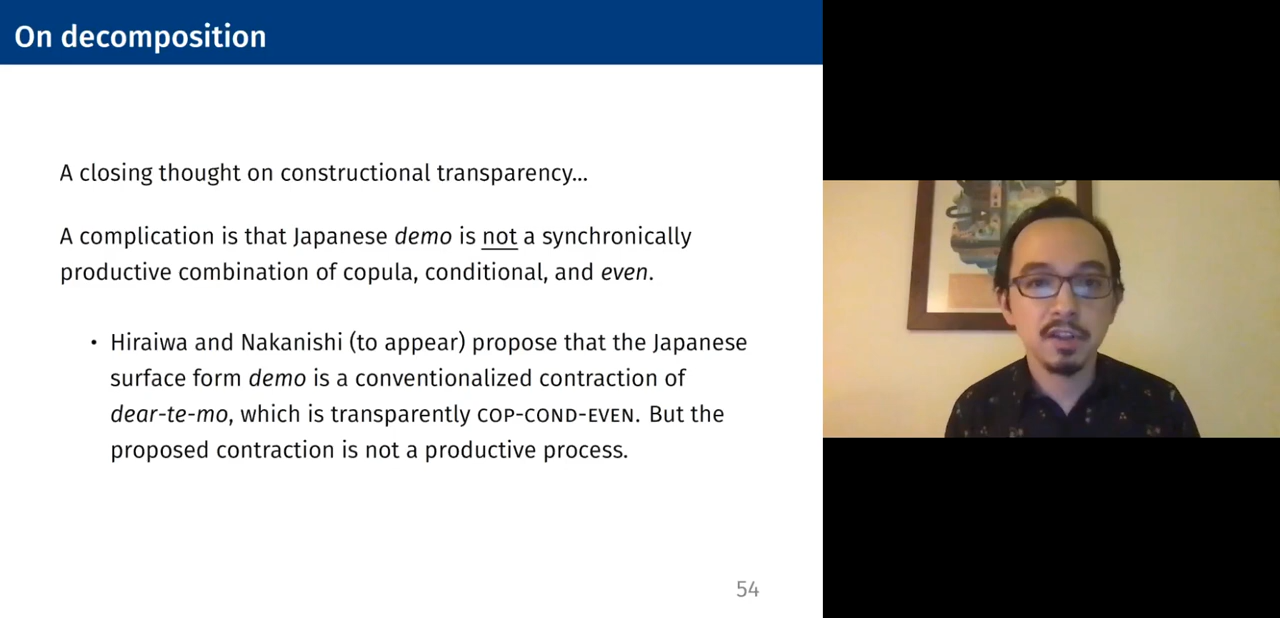 On decomposition
A closing thought on constructional transparency...
A complication is that Japanese demo is not a synchronically
productive combination of copula, conditional, and even.
• Hiraiwa and Nakanishi (to appear) propose that the Japanese
surface form demo is a conventionalized contraction of
dear-te-mo, which is transparently COP-COND-EVEN. But the
proposed contraction is not a productive process.
54